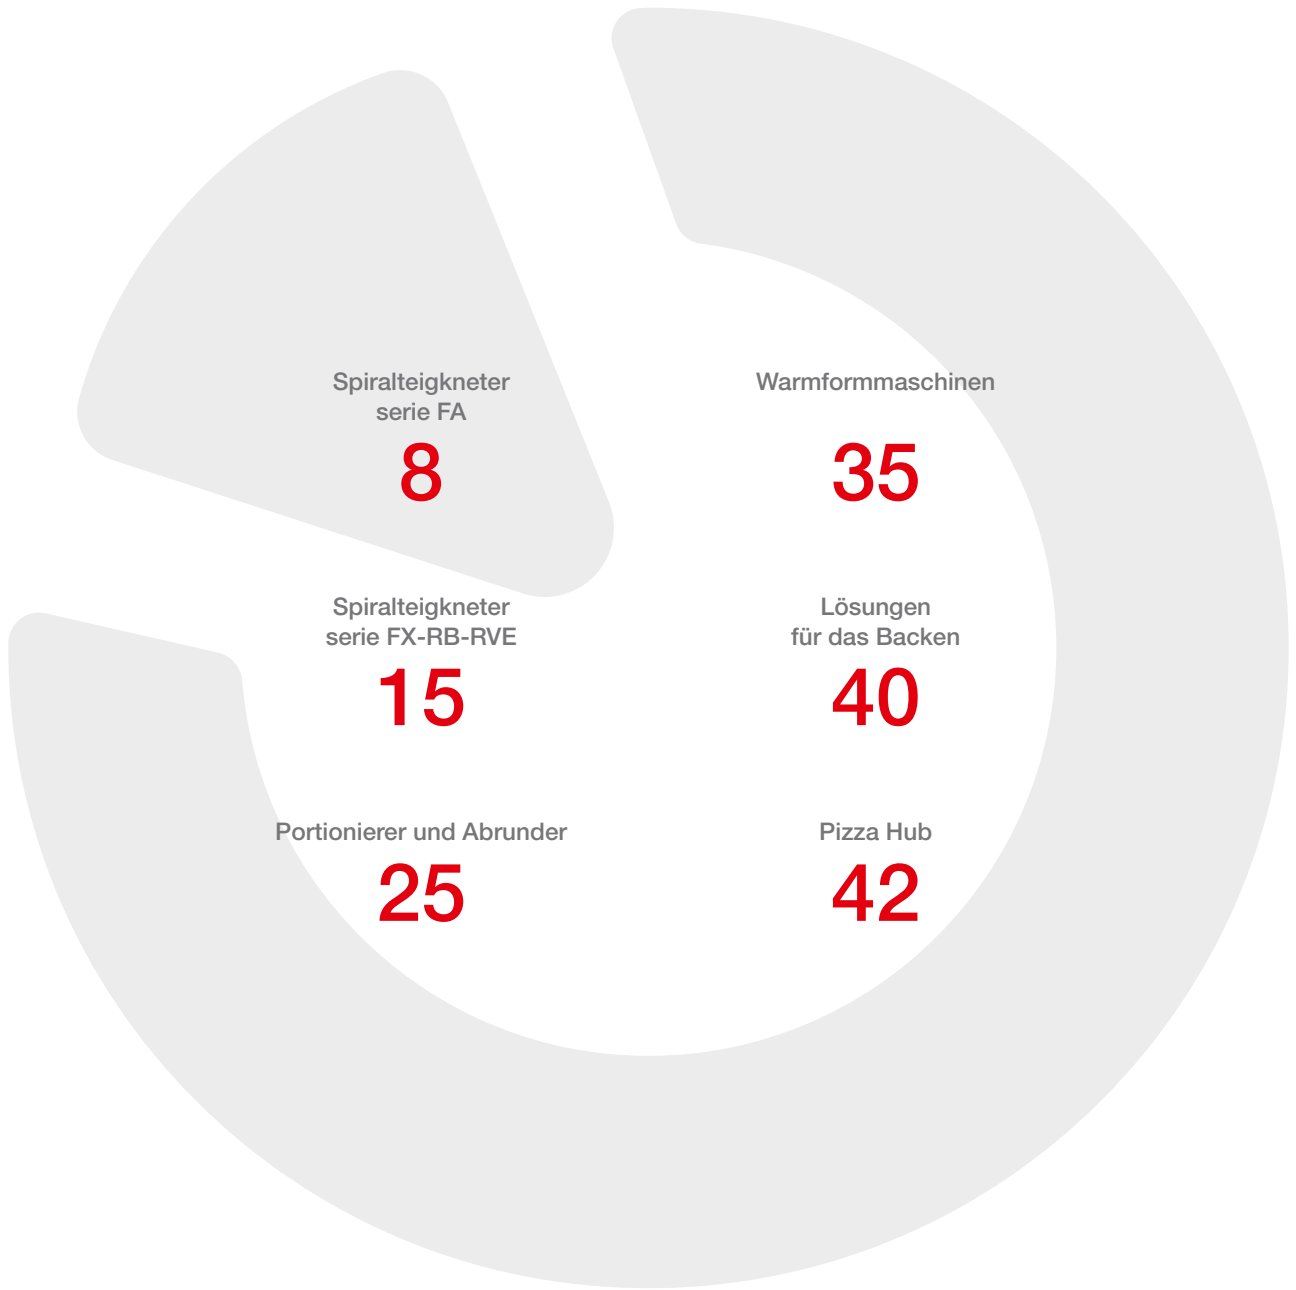 Spiralteigkneter
serie FA
8
Spiralteigkneter
serie FX-RB-RVE
15
Portionierer und Abrunder
25
Warmformmaschinen
35
Lösungen
für das Backen
40
Pizza Hub
42